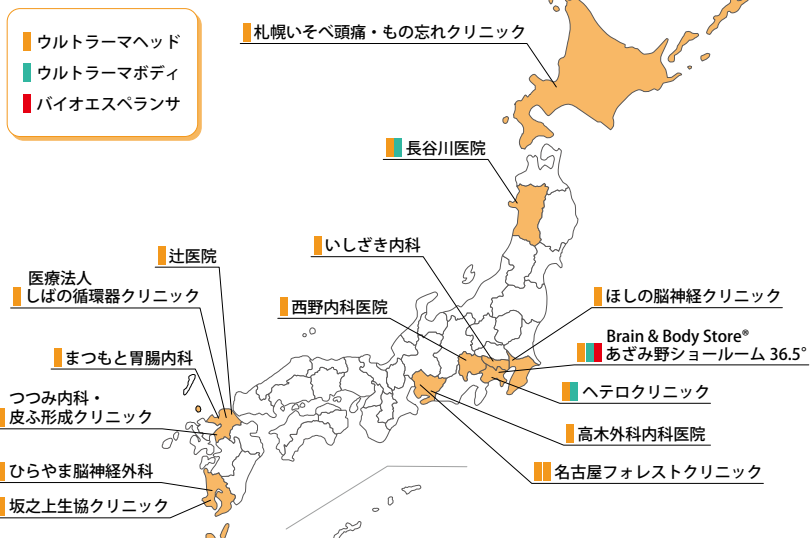 ウルトラーマヘッド
ウルトラーマボディ
バイオエスペランサ
札幌いそべ頭痛・もの忘れクリニック
長谷川医院
いしざき内科
辻医院
医療法人
しばの循環器クリニック
西野内科医院
ほしの脳神経クリニック
Brain & Body Store®
あざみ野ショールーム 36.5°
まつもと胃腸内科
ヘテロクリニック
つつみ内科・
皮ふ形成クリニック
高木外科内科医院
ひらやま脳神経外科
名古屋フォレストクリニック
坂之上生協クリニック